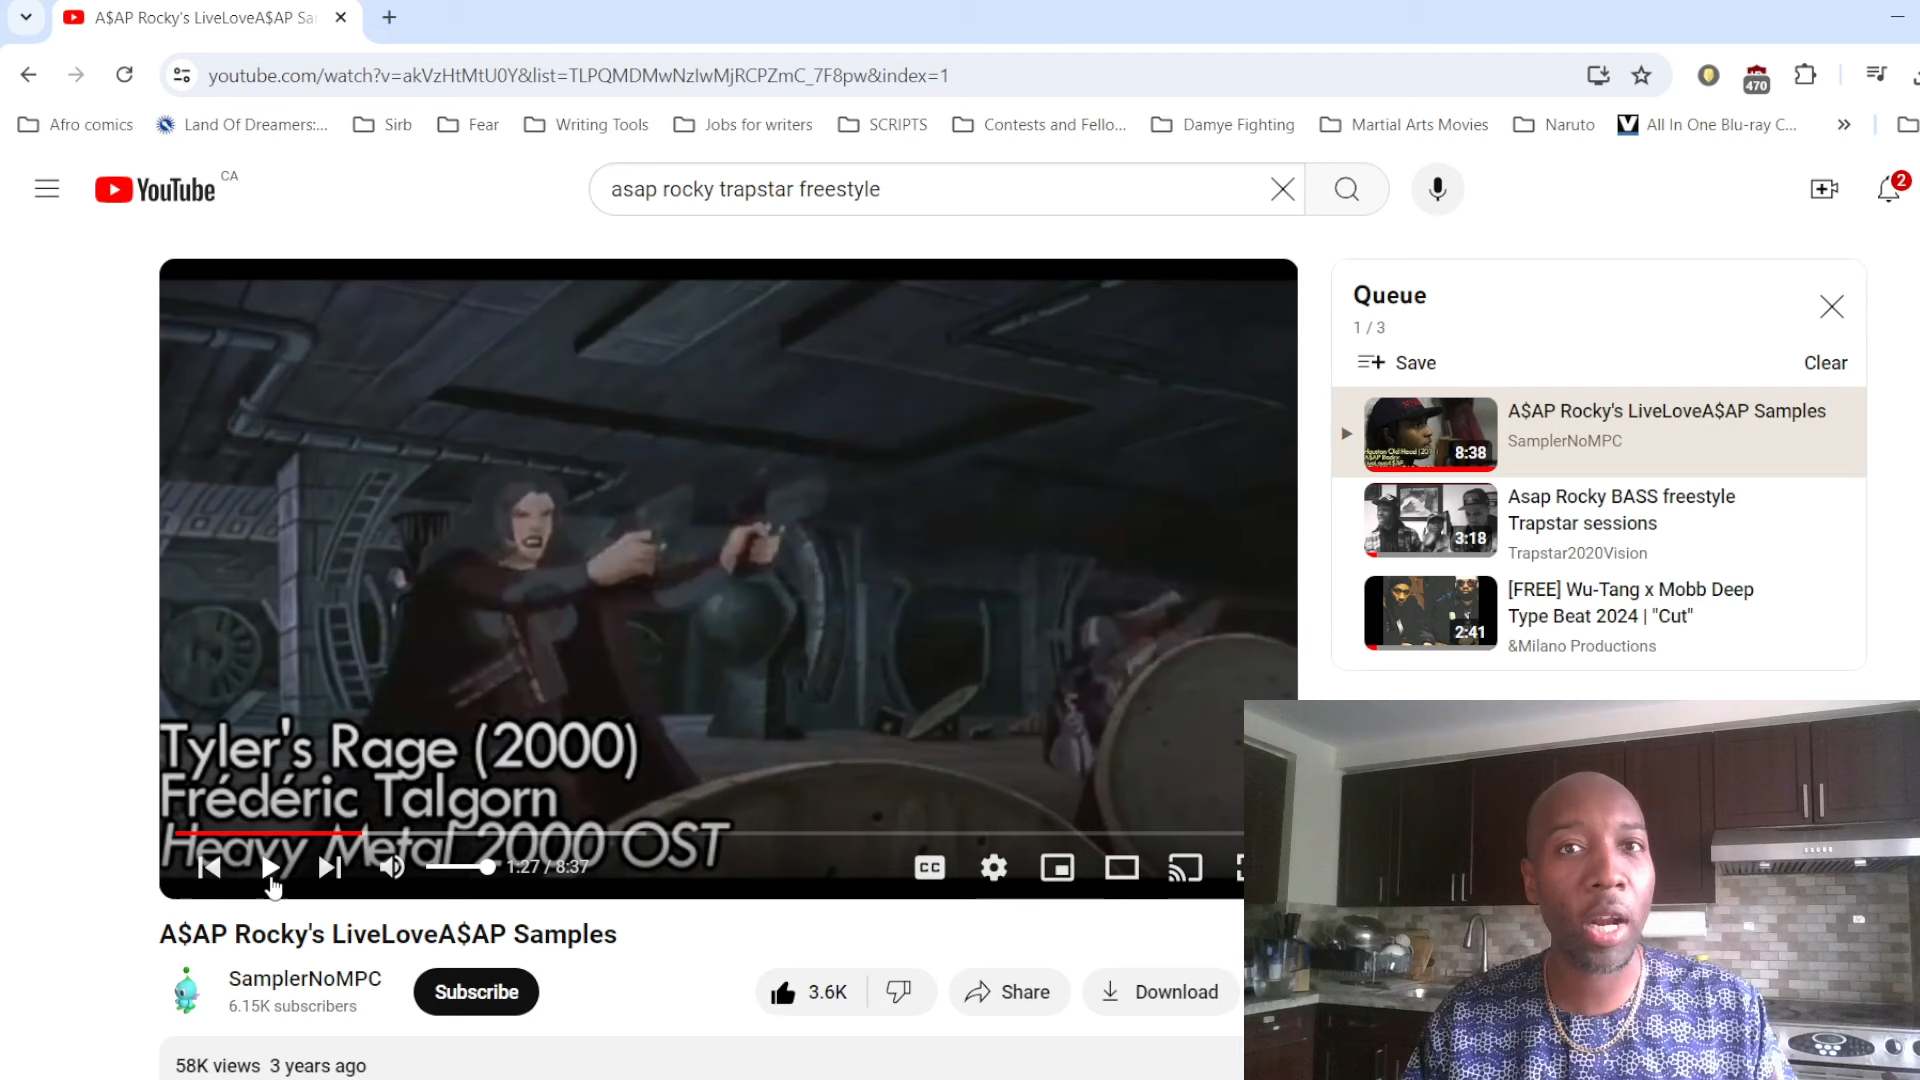 A$AP Rocky's LiveLoveA$AP Sa
youtube.com/watch?v=akVzHtMtU0Y&list=TLPQMDMwNzIwMjRCPZmC_7F8pw&index=1
470
Afro comics
Land Of Dreamers:...
Sirb
Fear
Writing Tools
Jobs for writers
SCRIPTS
Contests and Fello...
Damye Fighting
Martial Arts Movies
Naruto
All In One Blu-ray C...
YouTube CA
asap rocky trapstar freestyle
2
Queue
1 / 3
Save
Clear
A$AP Rocky's LiveLoveA$AP Samples
SamplerNoMPC
8:38
Asap Rocky BASS freestyle
Trapstar sessions
3:18
Trapstar2020Vision
[FREE] Wu-Tang x Mobb Deep
Type Beat 2024 | "Cut"
2:41
&Milano Productions
Tyler's Rage (2000)
Frédéric Talgorn
Heavy Metal 2000 OST
1:27 / 8:37
CC
A$AP Rocky's LiveLoveA$AP Samples
SamplerNoMPC
6.15K subscribers
Subscribe
3.6K
Share
Download
58K views 3 years ago